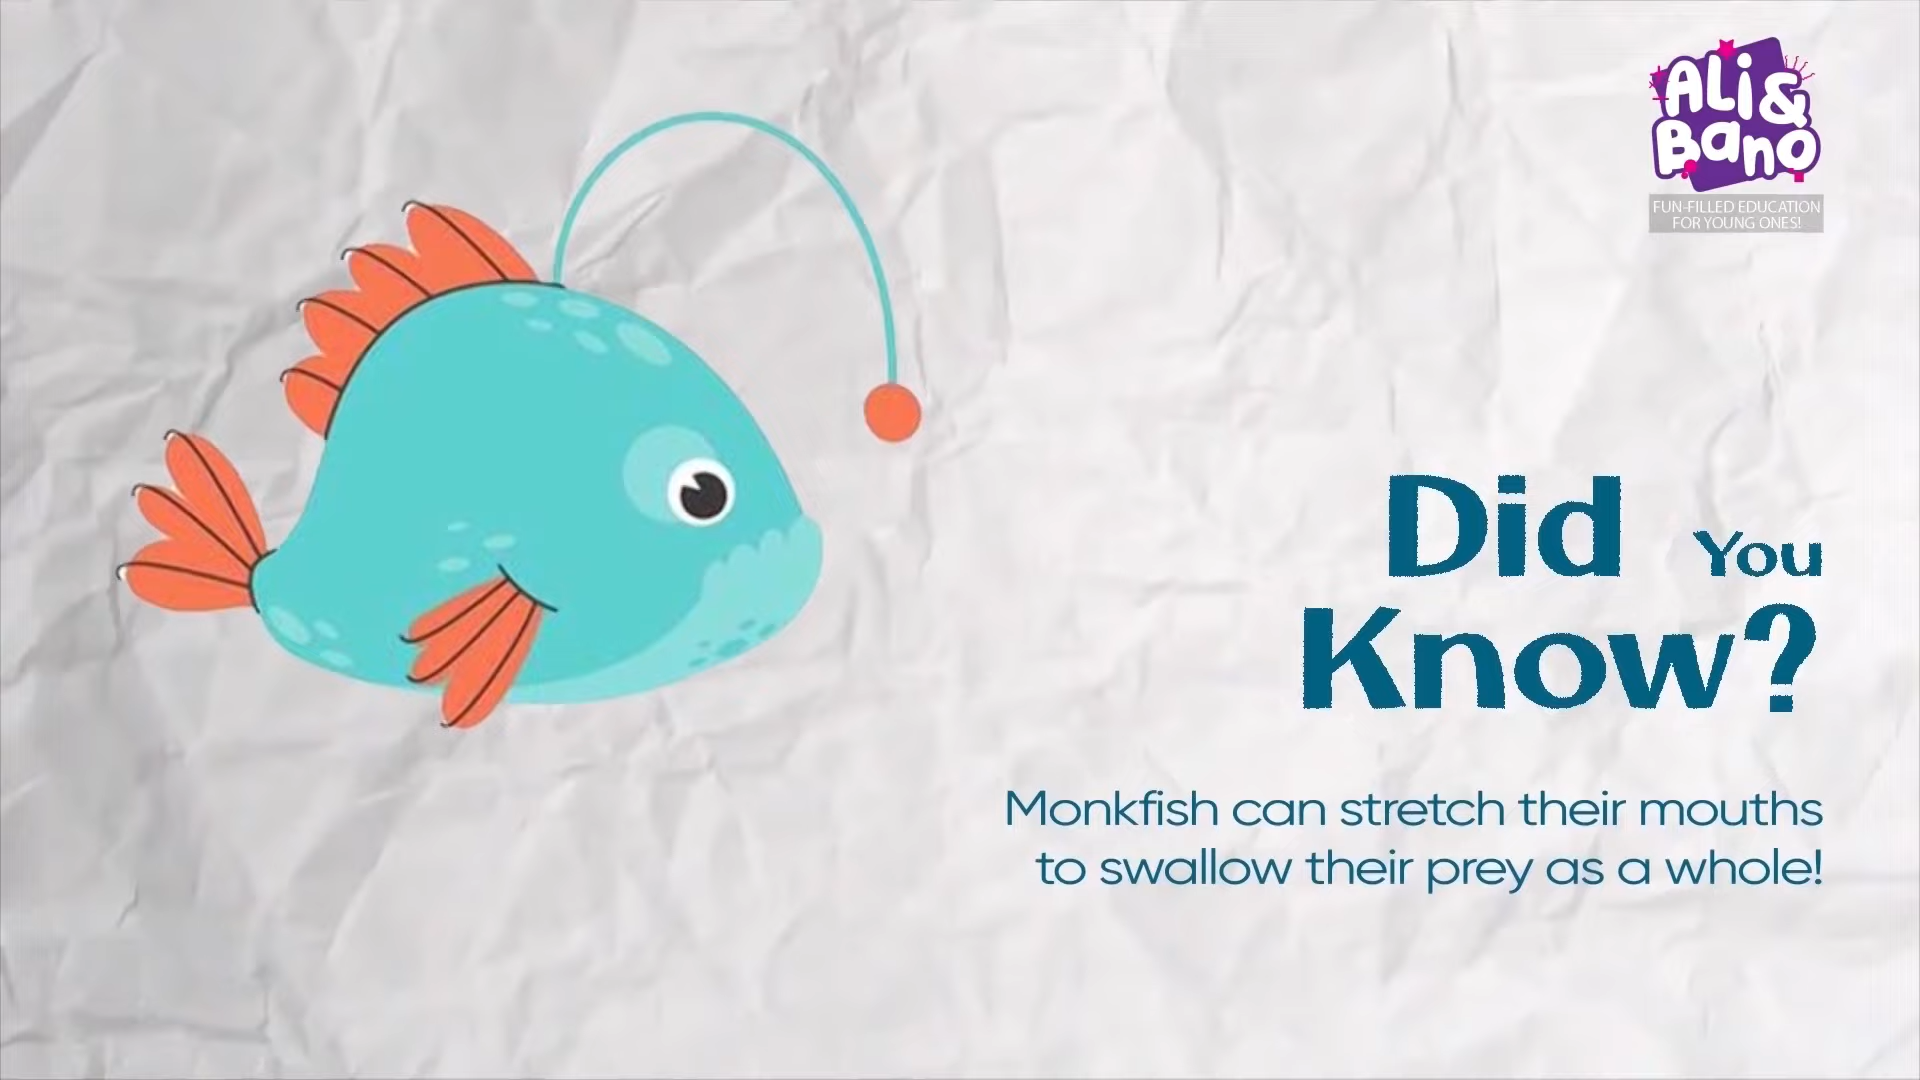 ALi &
Bano
FUN-FILLED EDUCATION
FOR YOUNG ONES!
Did You
Know?
Monkfish can stretch their mouths
to swallow their prey as a whole!